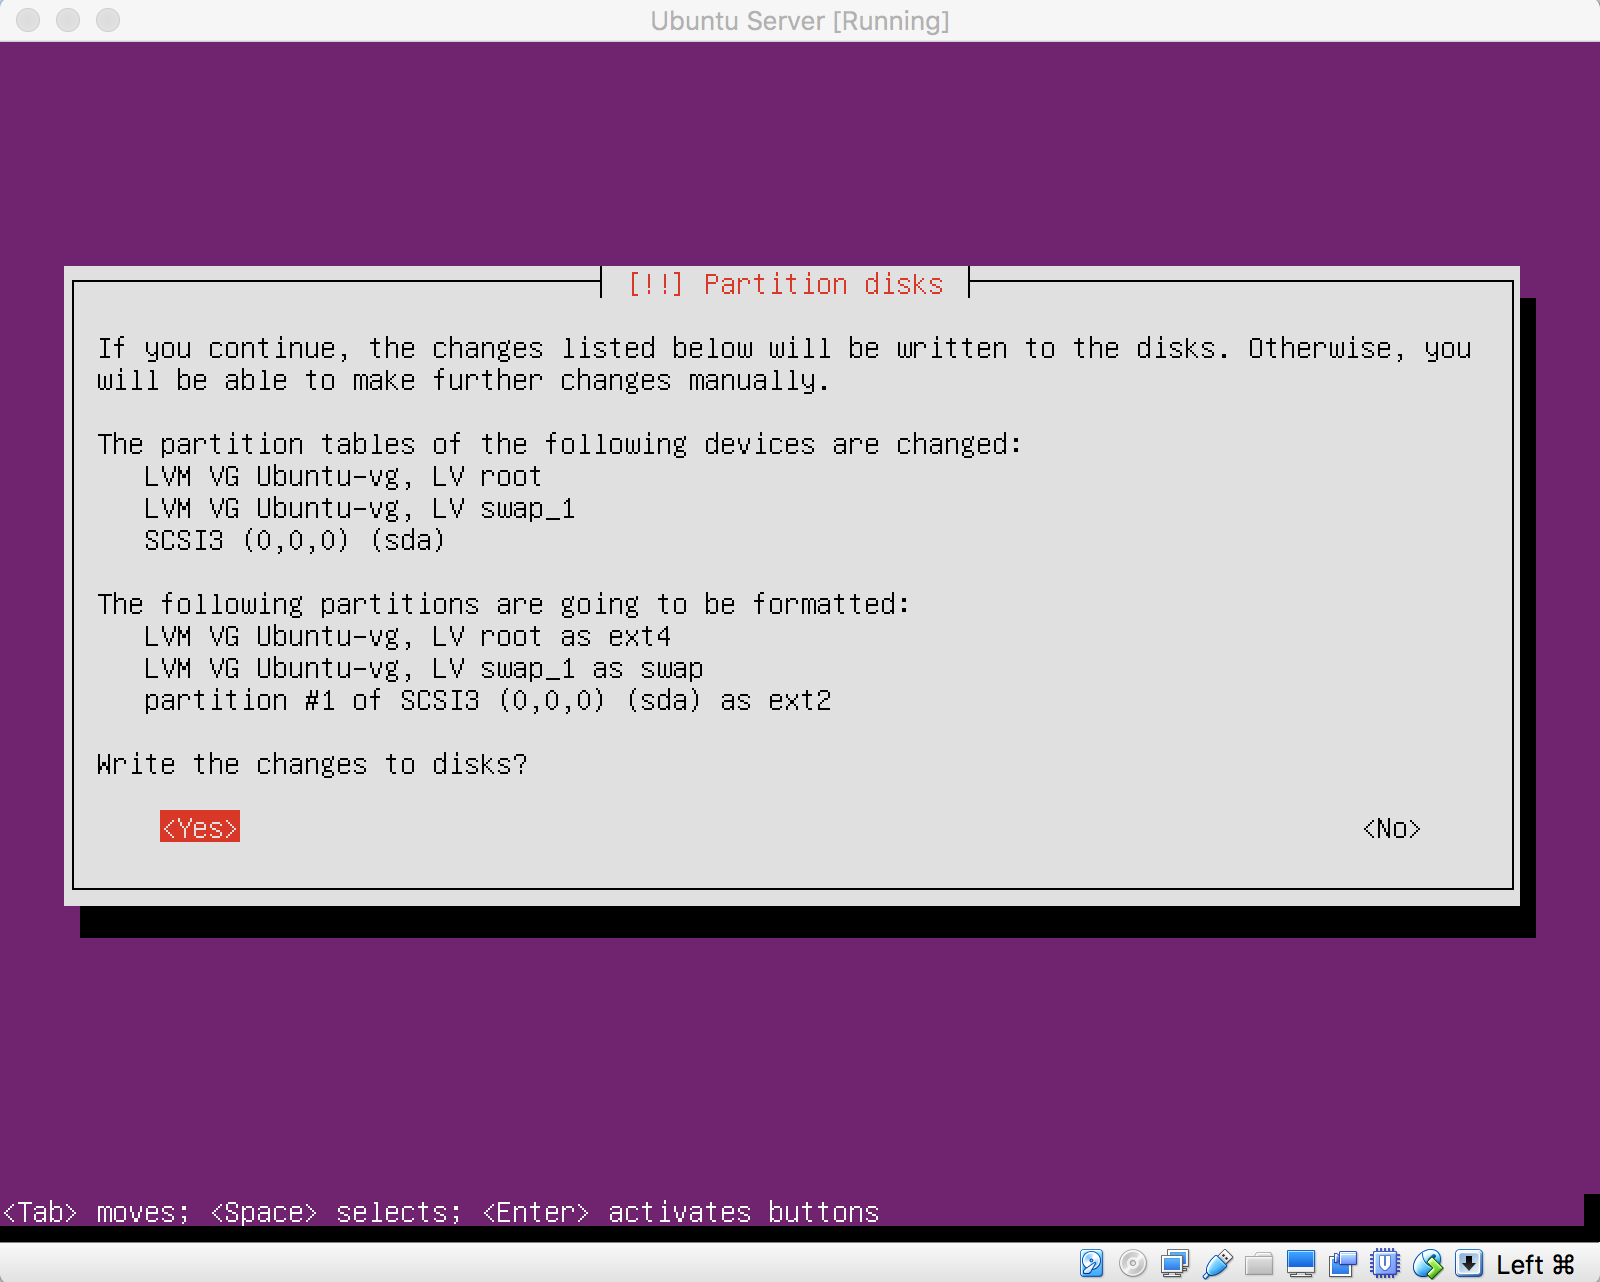 Ubuntu Server [Running]
[!!] Partition disks
If you continue, the changes listed below will be written to the disks. Otherwise, you
will be able to make further changes manually.
The partition tables of the following devices are changed:
LVM VG Ubuntu-vg, LV root
LVM VG Ubuntu-vg, LV swap_1
SCSI3 (0,0,0) (sda)
The following partitions are going to be formatted:
LVM VG Ubuntu-vg, LV root as ext4
LVM VG Ubuntu-vg, LV swap_1 as swap
partition #1 of SCSI3 (0,0,0) (sda) as ext2
Write the changes to disks?
<Yes> <No>
<Tab> moves; <Space> selects; <Enter> activates buttons
Left ⌘